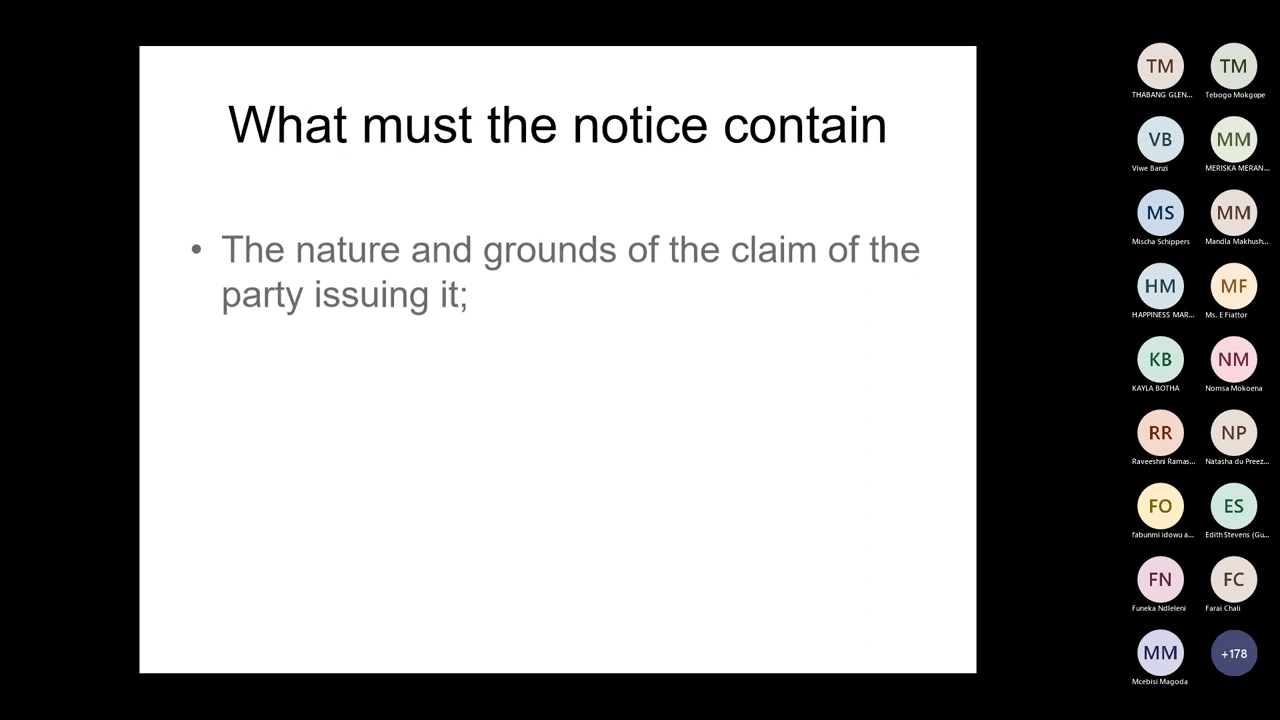 What must the notice contain
• The nature and grounds of the claim of the
party issuing it;
TM
THABANG GLEN...
TM
Tebogo Mokgope
VB
Viwe Banzi
MM
MERISKA MERAN...
MS
Mischa Schippers
MM
Mandla Makhush...
HM
HAPPINESS MAR...
MF
Ms. E Fiattor
KB
KAYLA BOTHA
NM
Nomsa Mokoena
RR
Raveeshni Ramas...
NP
Natasha du Preez...
FO
fabunmi idowu a...
ES
Edith Stevens (Gu...
FN
Funeka Ndleleni
FC
Farai Chali
MM
Mcebisi Magoda
+178